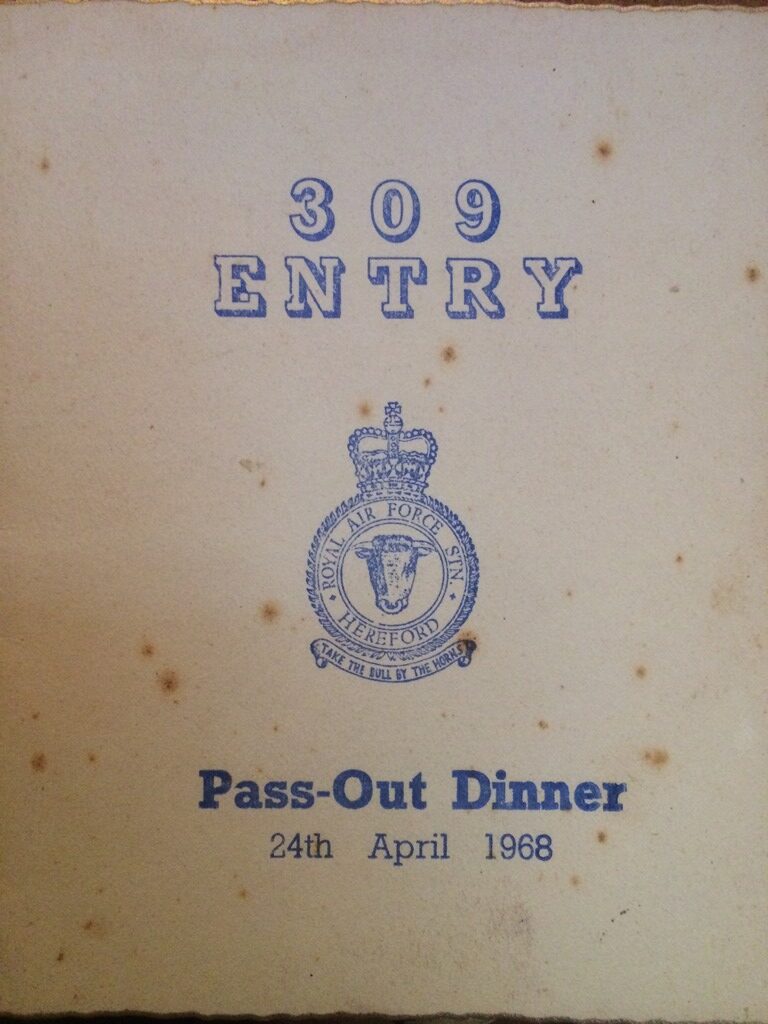 309
ENTRY
ROYAL AIR FORCE STN.
HEREFORD
TAKE THE BULL BY THE HORNS
Pass-Out Dinner
24th April 1968